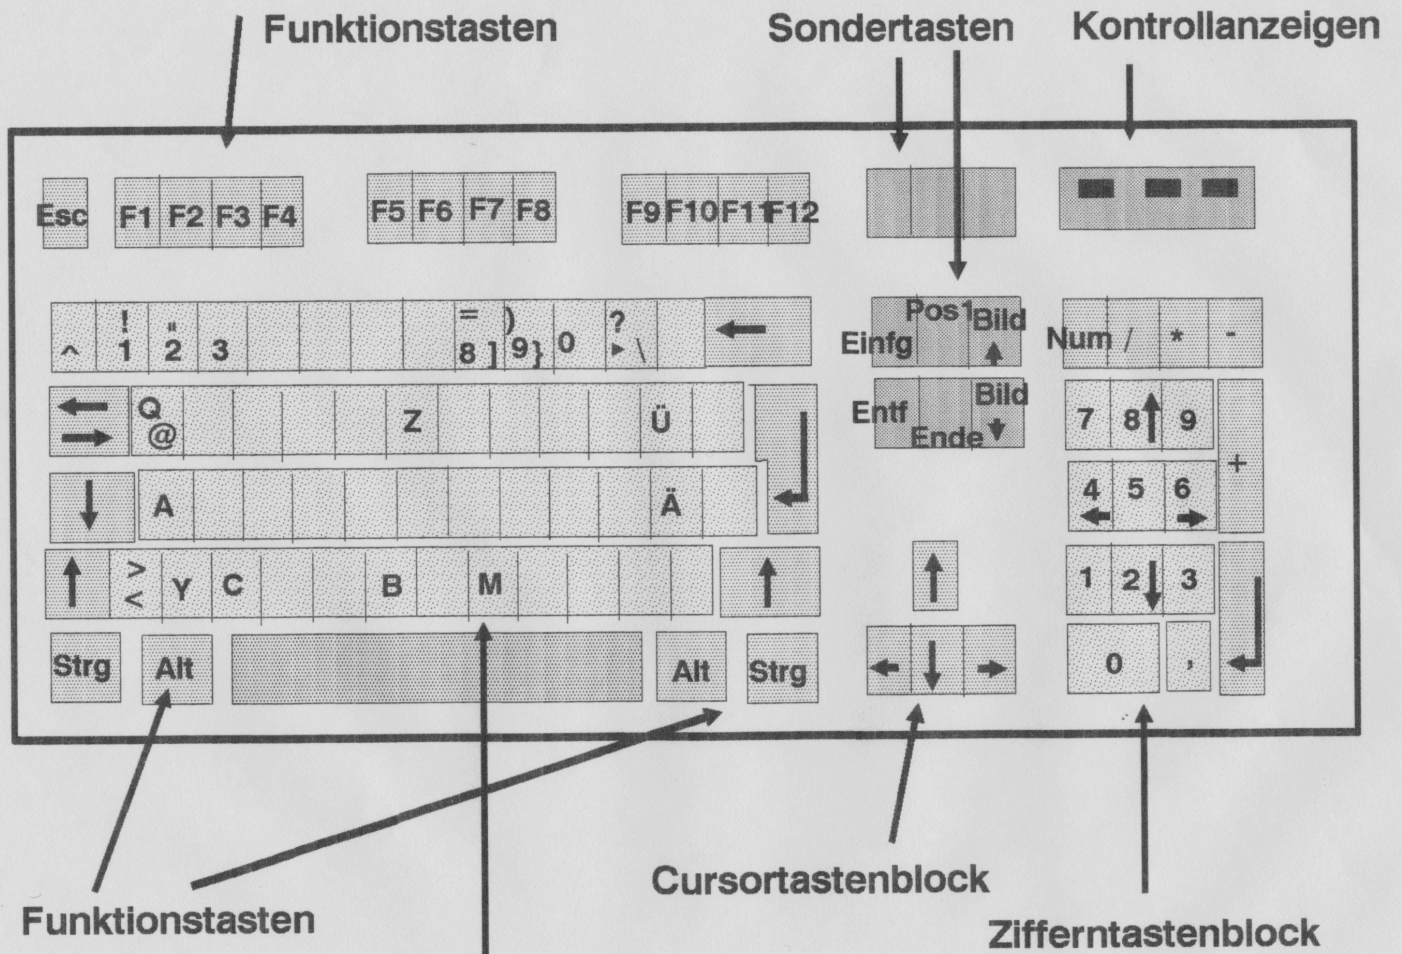 Funktionstasten Sondertasten Kontrollanzeigen
Esc F1 F2 F3 F4 F5 F6 F7 F8 F9 F10 F11 F12
! " = ) ?
^ 1 2 3 8 ] 9 } 0 \
Einfg Pos1 Bild
Num / * -
Q @ Z Ü
Entf Ende Bild
7 8 9
+
A Ä
4 5 6
> < Y C B M
1 2 3
Strg Alt Alt Strg
0 ,
Cursortastenblock
Funktionstasten
Zifferntastenblock